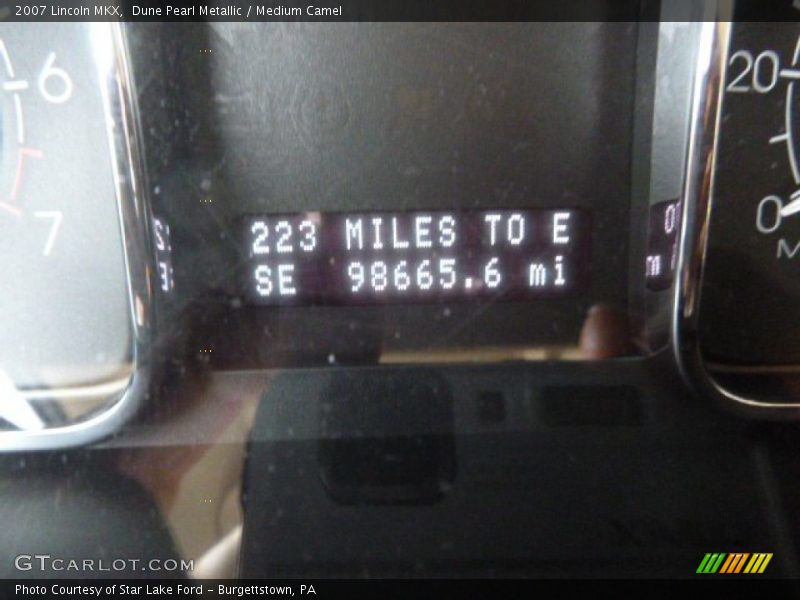 2007 Lincoln MKX, Dune Pearl Metallic / Medium Camel
6
7
223 MILES TO E
SE 98665.6 mi
20
0
M
GTCARLOT.COM
Photo Courtesy of Star Lake Ford - Burgettstown, PA